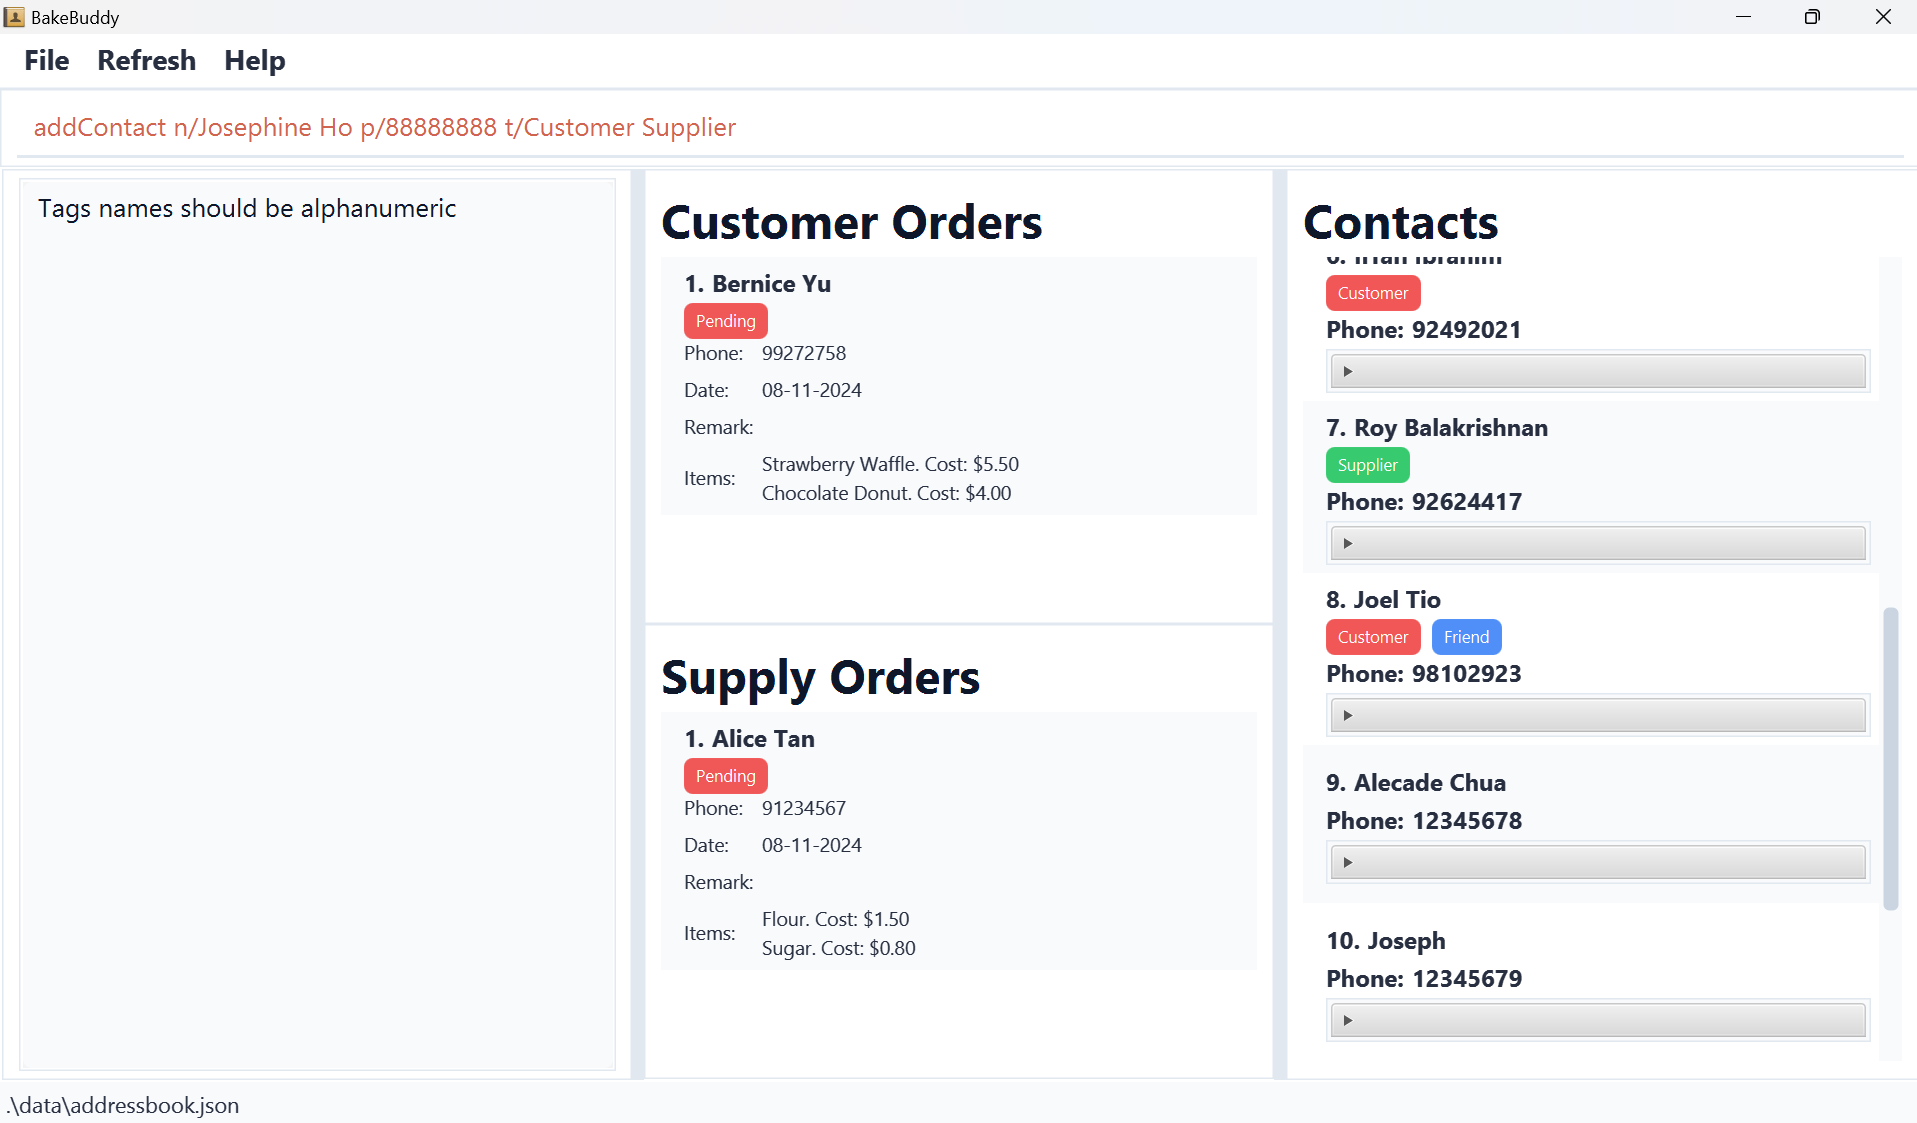 BakeBuddy
File Refresh Help
addContact n/Josephine Ho p/88888888 t/Customer Supplier
Tags names should be alphanumeric
Customer Orders
1. Bernice Yu
Pending
Phone: 99272758
Date: 08-11-2024
Remark:
Items: Strawberry Waffle. Cost: $5.50
Chocolate Donut. Cost: $4.00
Supply Orders
1. Alice Tan
Pending
Phone: 91234567
Date: 08-11-2024
Remark:
Items: Flour. Cost: $1.50
Sugar. Cost: $0.80
Contacts
6. Irfan Ibrahim
Customer
Phone: 92492021
7. Roy Balakrishnan
Supplier
Phone: 92624417
8. Joel Tio
Customer Friend
Phone: 98102923
9. Alecade Chua
Phone: 12345678
10. Joseph
Phone: 12345679
.\data\addressbook.json